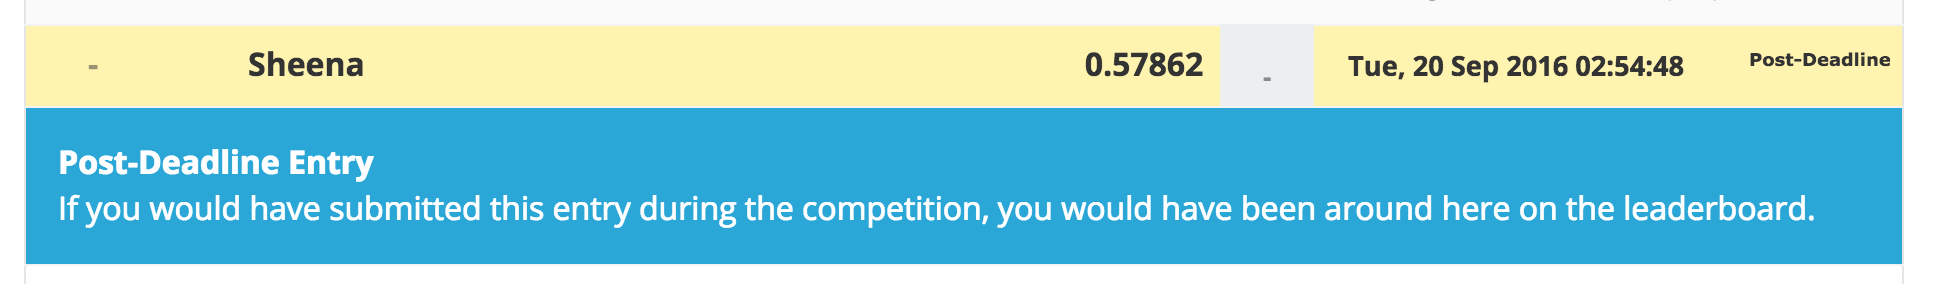 - Sheena 0.57862 - Tue, 20 Sep 2016 02:54:48 Post-Deadline
Post-Deadline Entry
If you would have submitted this entry during the competition, you would have been around here on the leaderboard.